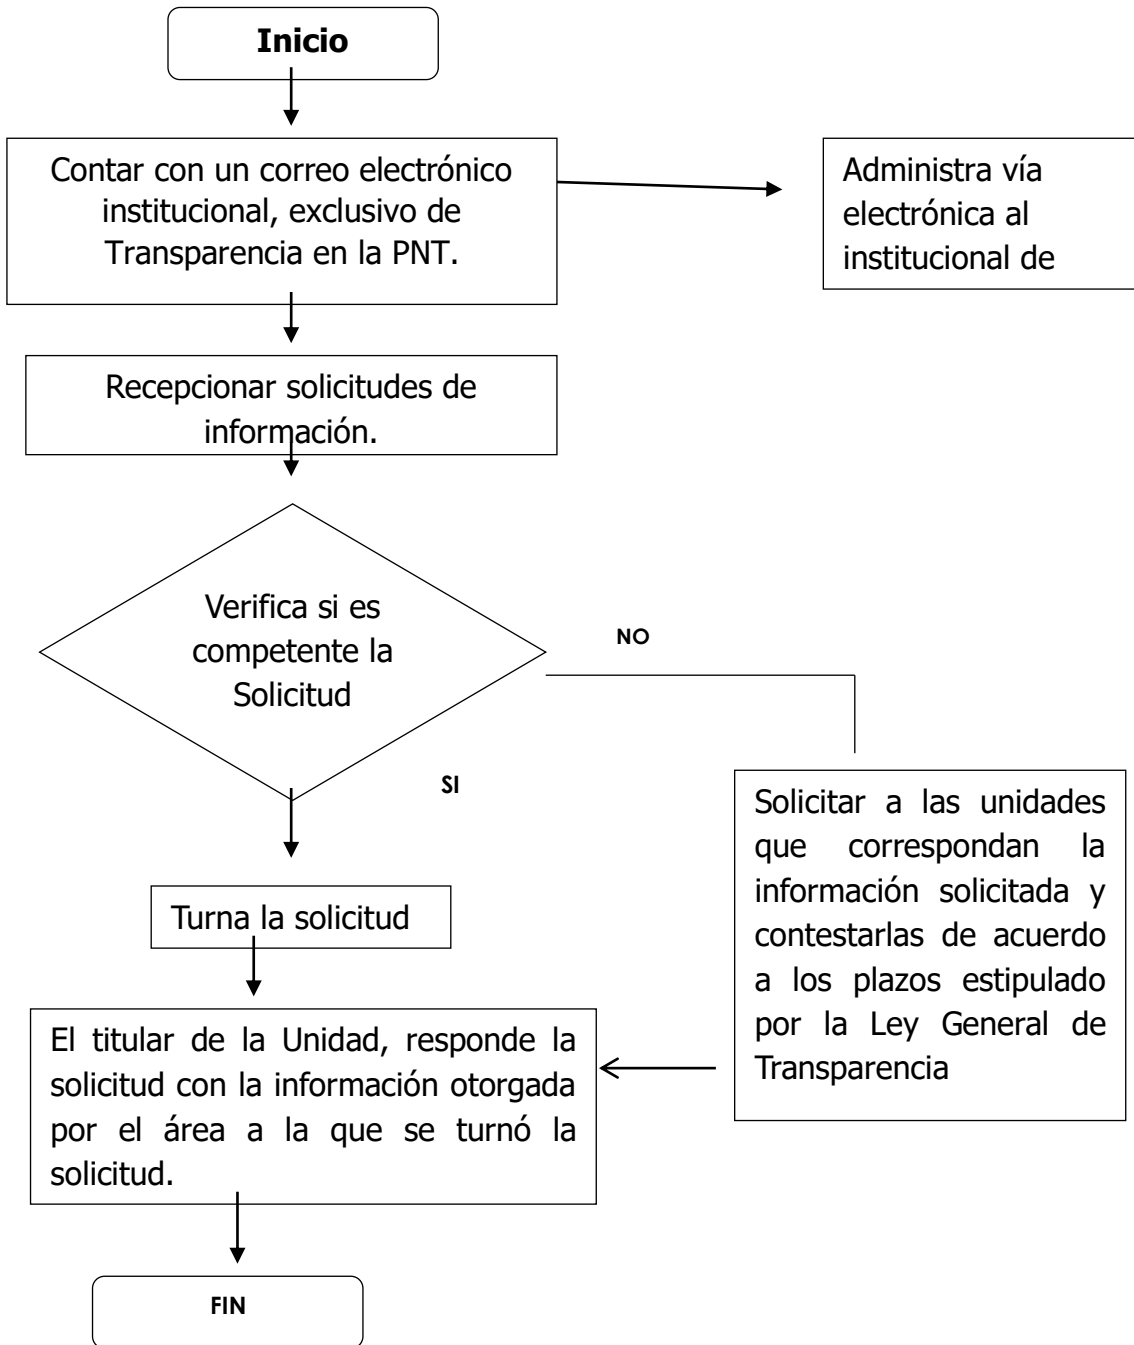 Inicio
Contar con un correo electrónico
institucional, exclusivo de
Transparencia en la PNT.
Administra vía
electrónica al
institucional de
Recepcionar solicitudes de
información.
Verifica si es
competente la
Solicitud
NO
SI
Solicitar a las unidades
que correspondan la
información solicitada y
contestarlas de acuerdo
a los plazos estipulado
por la Ley General de
Transparencia
Turna la solicitud
El titular de la Unidad, responde la
solicitud con la información otorgada
por el área a la que se turnó la
solicitud.
FIN